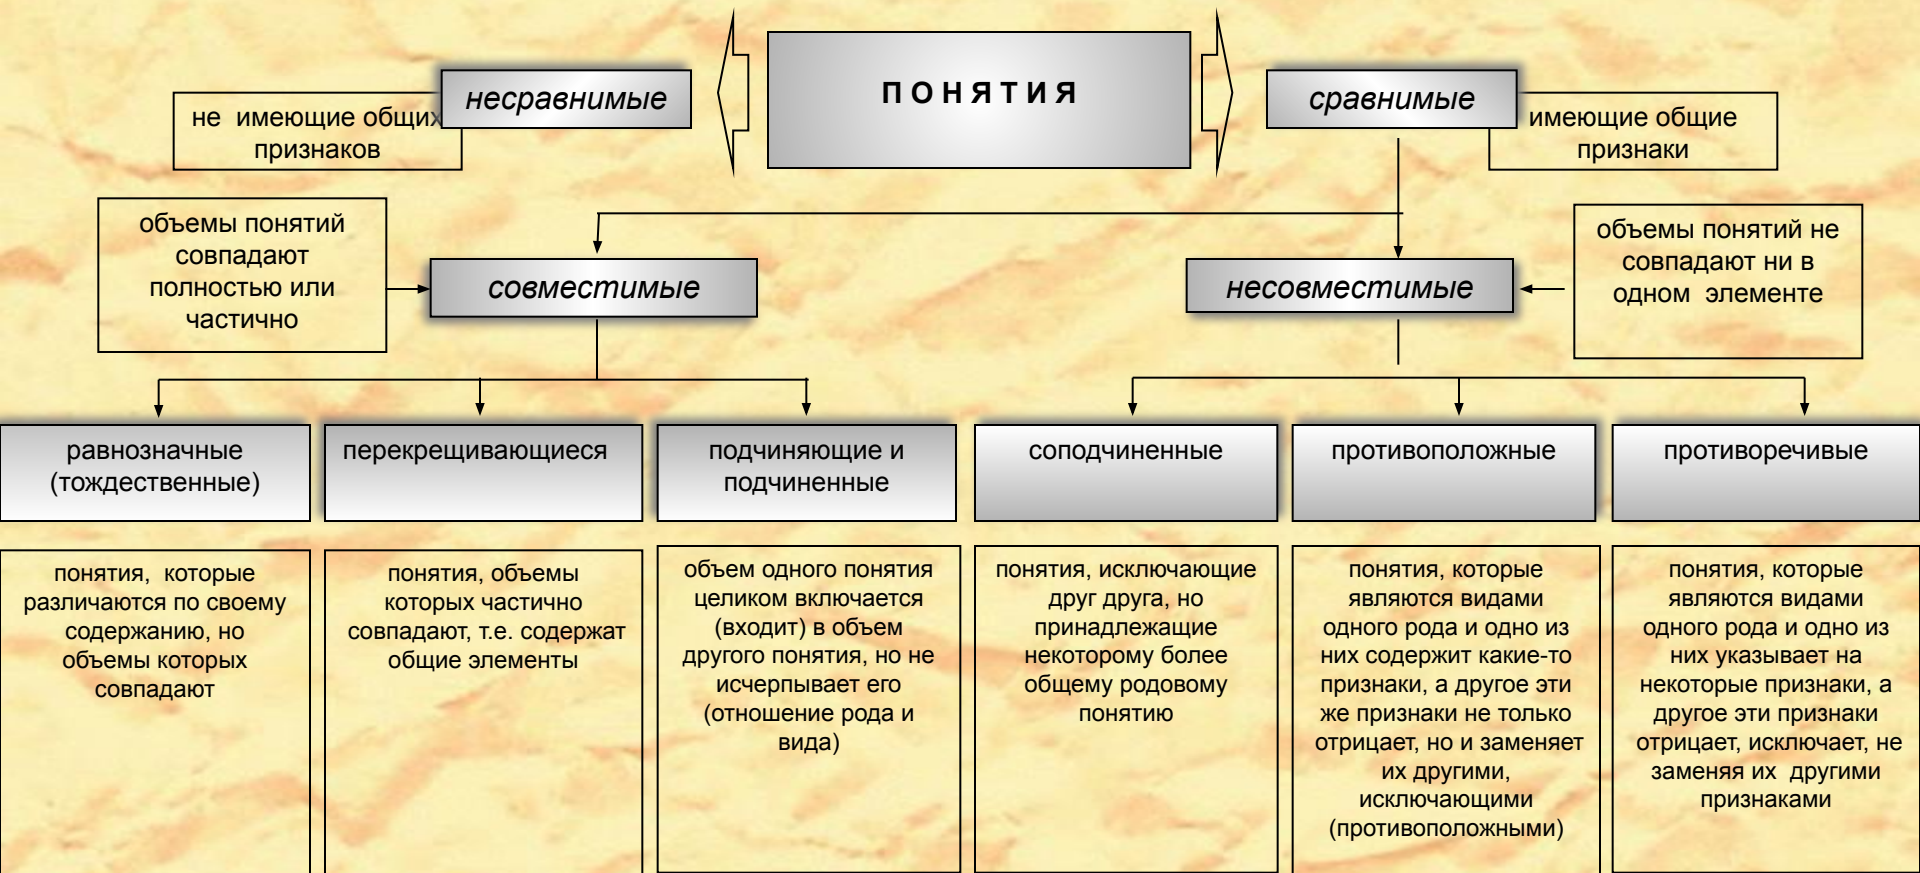 ПОНЯТИЯ
несравнимые
не имеющие общих
признаков
сравнимые
имеющие общие
признаки
объемы понятий
совпадают
полностью или
частично
совместимые
несовместимые
объемы понятий не
совпадают ни в
одном элементе
равнозначные
(тождественные)
перекрещивающиеся
подчиняющие и
подчиненные
соподчиненные
противоположные
противоречивые
понятия, которые
различаются по своему
содержанию, но
объемы которых
совпадают
понятия, объемы
которых частично
совпадают, т.е. содержат
общие элементы
объем одного понятия
целиком включается
(входит) в объем
другого понятия, но не
исчерпывает его
(отношение рода и
вида)
понятия, исключающие
друг друга, но
принадлежащие
некоторому более
общему родовому
понятию
понятия, которые
являются видами
одного рода и одно из
них содержит какие-то
признаки, а другое эти
же признаки не только
отрицает, но и заменяет
их другими,
исключающими
(противоположными)
понятия, которые
являются видами
одного рода и одно из
них указывает на
некоторые признаки, а
другое эти признаки
отрицает, исключает, не
заменяя их другими
признаками